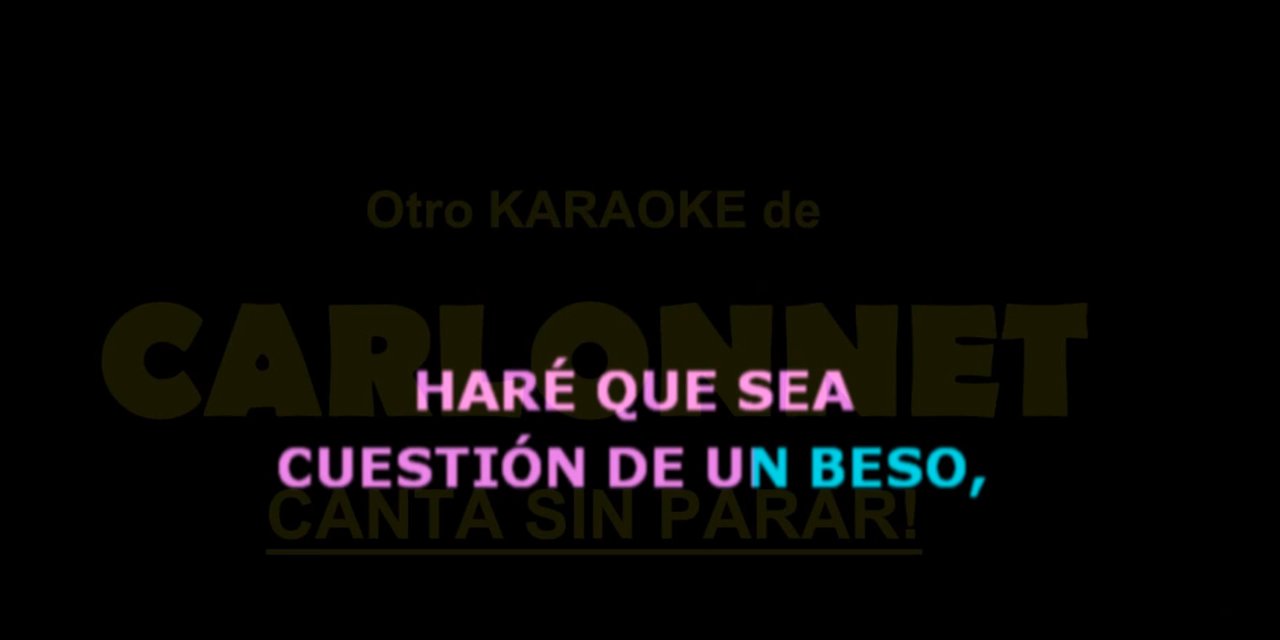 Otro KARAOKE de
CARLONNET
HARÉ QUE SEA
CUESTIÓN DE UN BESO,
CANTA SIN PARAR!